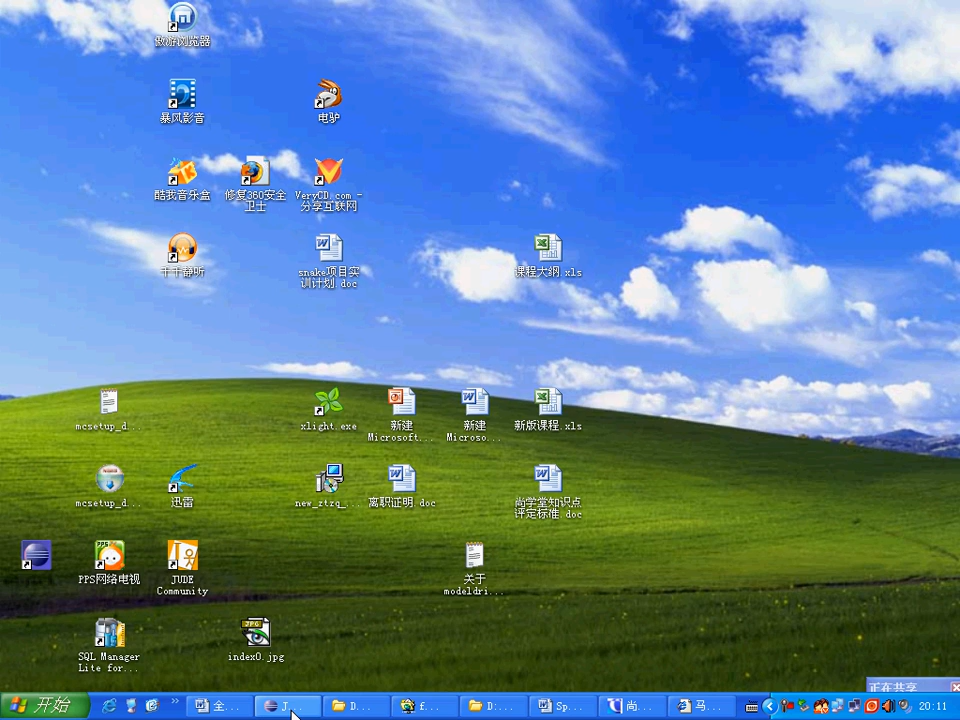 傲游浏览器
暴风影音
电驴
酷我音乐盒
修复360安全
卫士
VeryCD.com -
分享互联网
千千静听
snake项目实
训计划.doc
课程大纲.xls
mcsetup_d...
xlight.exe
新建
Microsoft...
新建
Microso...
新版课程.xls
mcsetup_d...
迅雷
new_ztzq_...
离职证明.doc
尚学堂知识点
评定标准.doc
PPS网络电视
JUDE
Community
关于
modeldri...
SQL Manager
Lite for...
index0.jpg
正在共享
开始
全...
J...
D...
f...
D:...
Sp...
尚...
马...
20:11